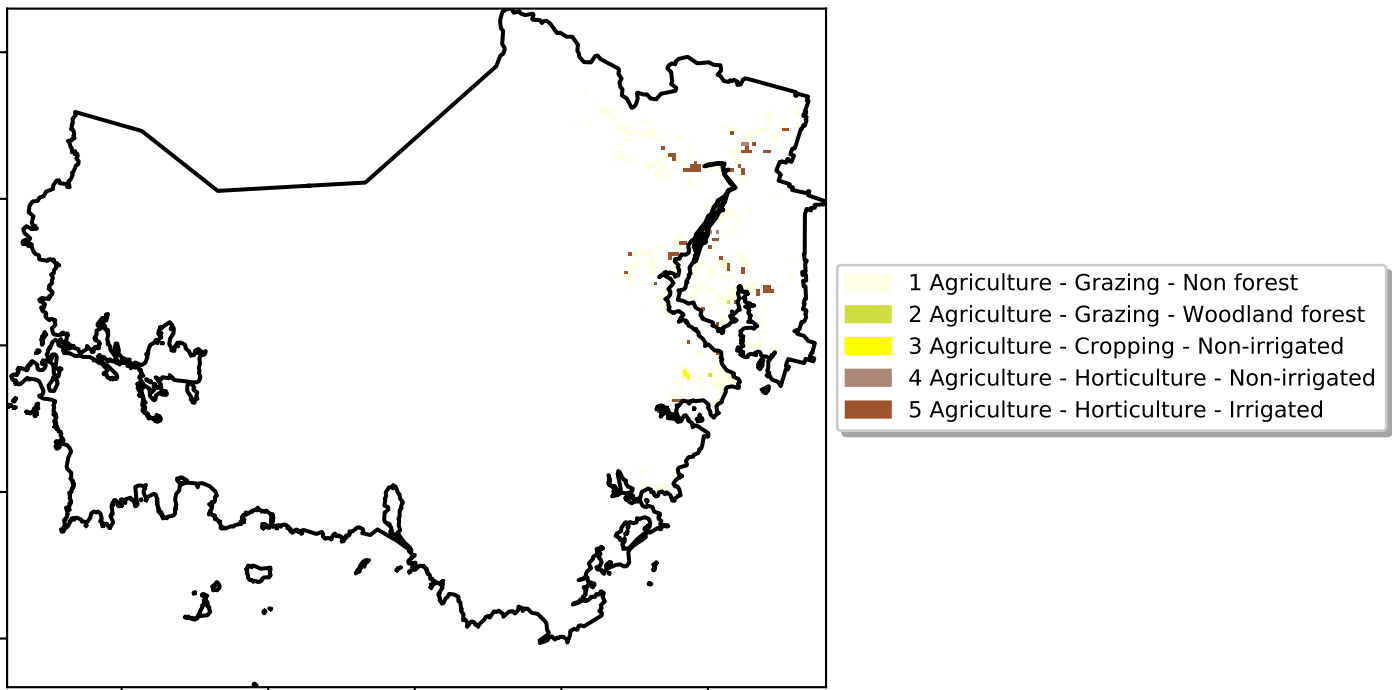 1 Agriculture - Grazing - Non forest
2 Agriculture - Grazing - Woodland forest
3 Agriculture - Cropping - Non-irrigated
4 Agriculture - Horticulture - Non-irrigated
5 Agriculture - Horticulture - Irrigated